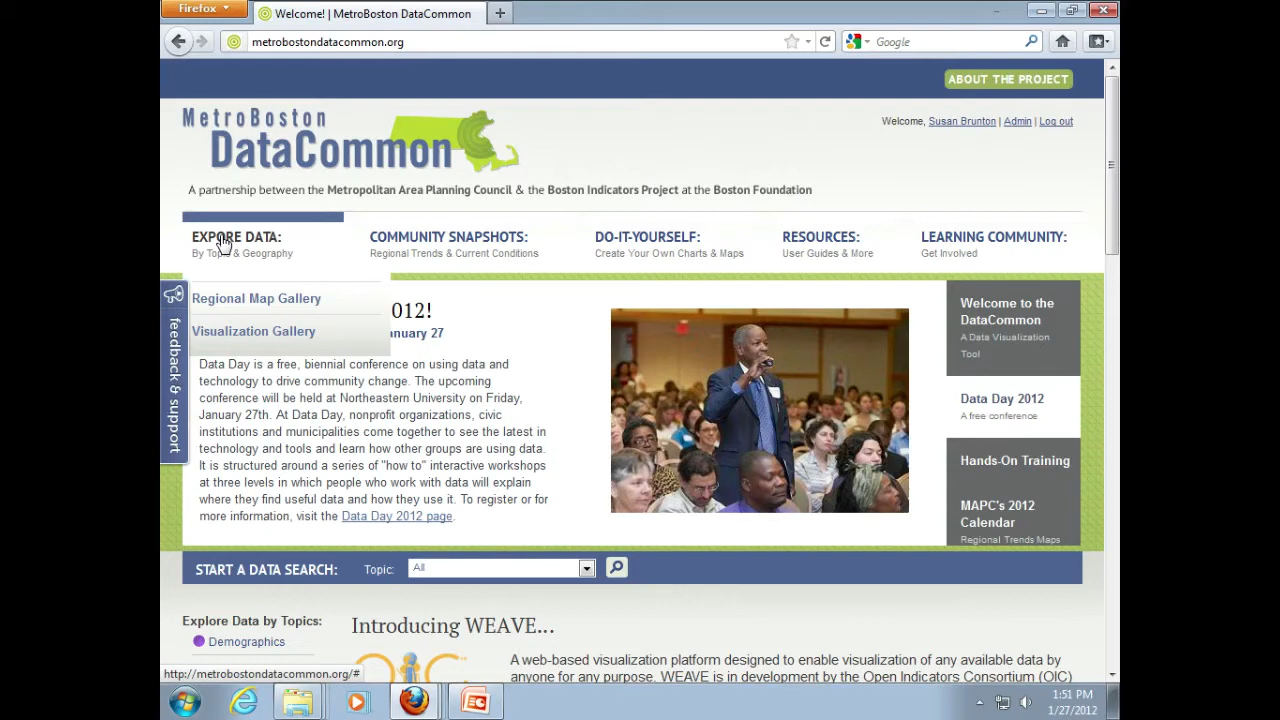 Firefox
Welcome! | MetroBoston DataCommon
metrobostondatacommon.org
Google
ABOUT THE PROJECT
MetroBoston
DataCommon
Welcome, Susan Brunton | Admin | Log out
A partnership between the Metropolitan Area Planning Council & the Boston Indicators Project at the Boston Foundation
EXPORE DATA:
By Topic & Geography
COMMUNITY SNAPSHOTS:
Regional Trends & Current Conditions
DO-IT-YOURSELF:
Create Your Own Charts & Maps
RESOURCES:
User Guides & More
LEARNING COMMUNITY:
Get Involved
Regional Map Gallery
Visualization Gallery
feedback & support
012!
anuary 27
Data Day is a free, biennial conference on using data and
technology to drive community change. The upcoming
conference will be held at Northeastern University on Friday,
January 27th. At Data Day, nonprofit organizations, civic
institutions and municipalities come together to see the latest in
technology and tools and learn how other groups are using data.
It is structured around a series of "how to" interactive workshops
at three levels in which people who work with data will explain
where they find useful data and how they use it. To register or for
more information, visit the Data Day 2012 page.
Welcome to the
DataCommon
A Data Visualization
Tool
Data Day 2012
A free conference
Hands-On Training
MAPC's 2012
Calendar
Regional Trends Maps
START A DATA SEARCH:
Topic:
All
Explore Data by Topics:
Demographics
Introducing WEAVE...
A web-based visualization platform designed to enable visualization of any available data by
anyone for any purpose. WEAVE is in development by the Open Indicators Consortium (OIC)
http://metrobostondatacommon.org/#
1:51 PM
1/27/2012